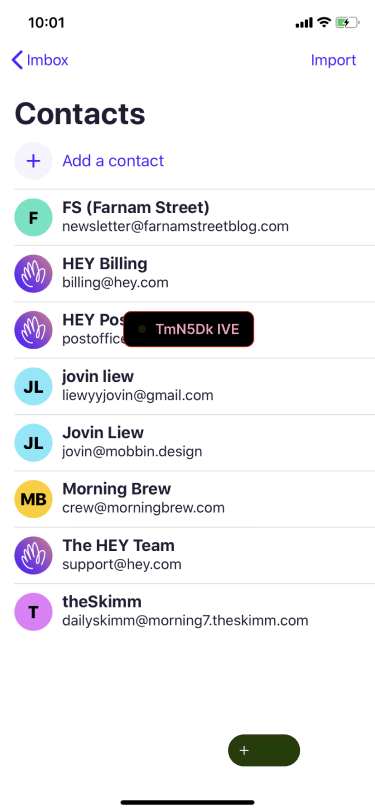 10:01
Imbox
Import
Contacts
+ Add a contact
F
FS (Farnam Street)
newsletter@farnamstreetblog.com
HEY Billing
billing@hey.com
HEY Pos
postoffice
TmN5Dk IVE
JL
jovin liew
liewyyjovin@gmail.com
JL
Jovin Liew
jovin@mobbin.design
MB
Morning Brew
crew@morningbrew.com
The HEY Team
support@hey.com
T
theSkimm
dailyskimm@morning7.theskimm.com
+